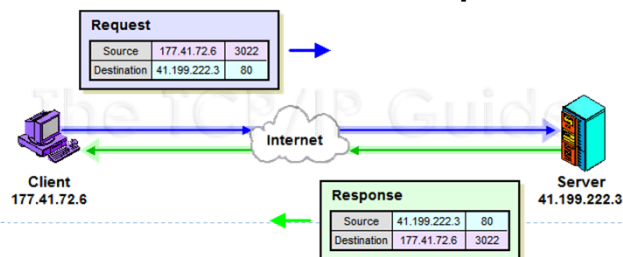 Request
Source 177.41.72.6 3022
Destination 41.199.222.3 80
The TCP/IP Guide
Internet
Client
177.41.72.6
Server
41.199.222.3
Response
Source 41.199.222.3 80
Destination 177.41.72.6 3022